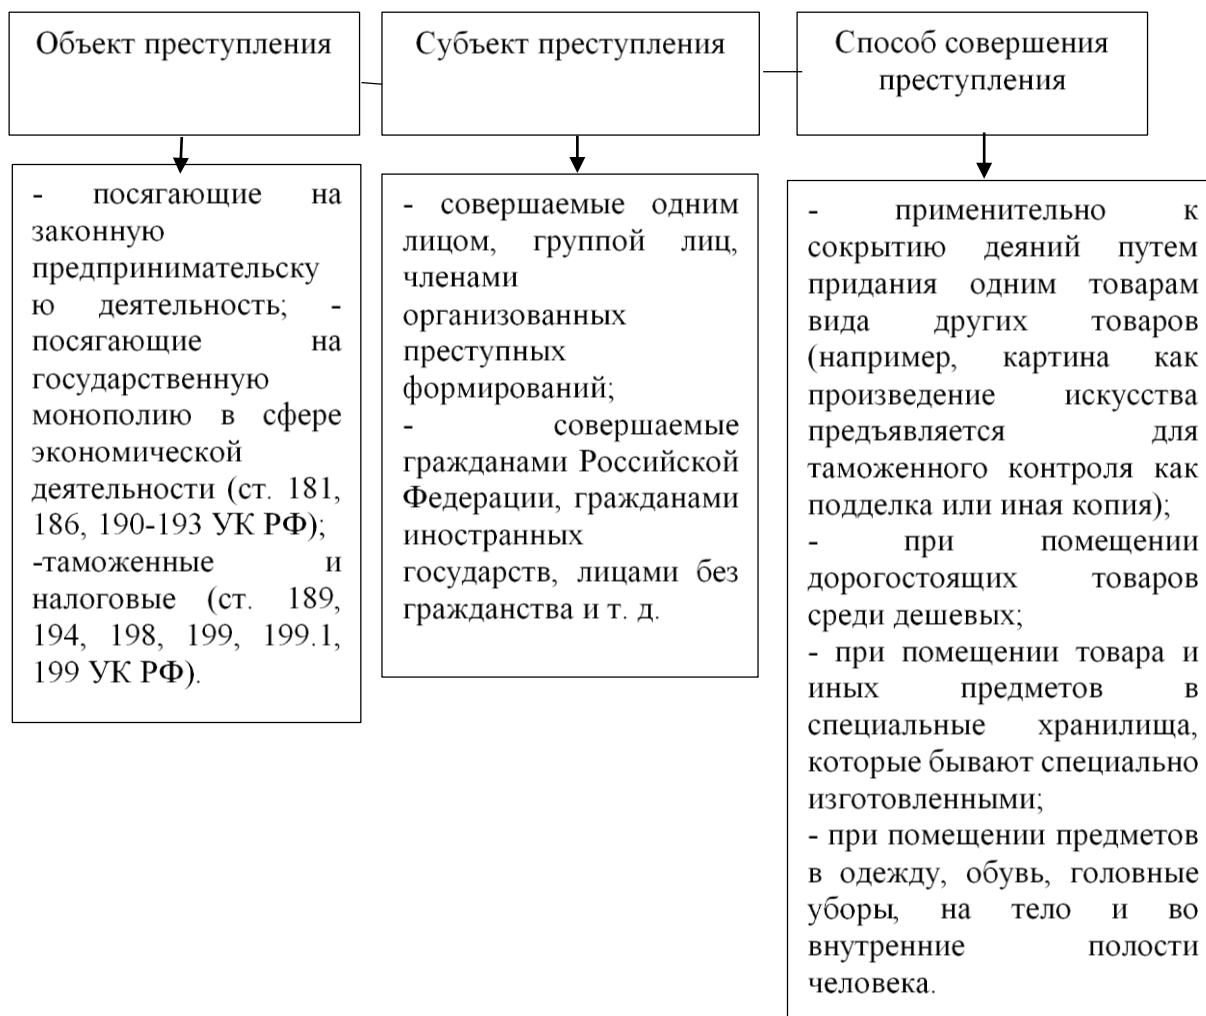 Объект преступления
- посягающие на
законную
предпринимательску
ю деятельность; -
посягающие на
государственную
монополию в сфере
экономической
деятельности (ст. 181,
186, 190-193 УК РФ);
-таможенные и
налоговые (ст. 189,
194, 198, 199, 199.1,
199 УК РФ).
Субъект преступления
- совершаемые одним
лицом, группой лиц,
членами
организованных
преступных
формирований;
- совершаемые
гражданами Российской
Федерации, гражданами
иностранных
государств, лицами без
гражданства и т. д.
Способ совершения
преступления
- применительно к
сокрытию деяний путем
придания одним товарам
вида других товаров
(например, картина как
произведение искусства
предъявляется для
таможенного контроля как
подделка или иная копия);
- при помещении
дорогостоящих товаров
среди дешевых;
- при помещении товара и
иных предметов в
специальные хранилища,
которые бывают специально
изготовленными;
- при помещении предметов
в одежду, обувь, головные
уборы, на тело и во
внутренние полости
человека.